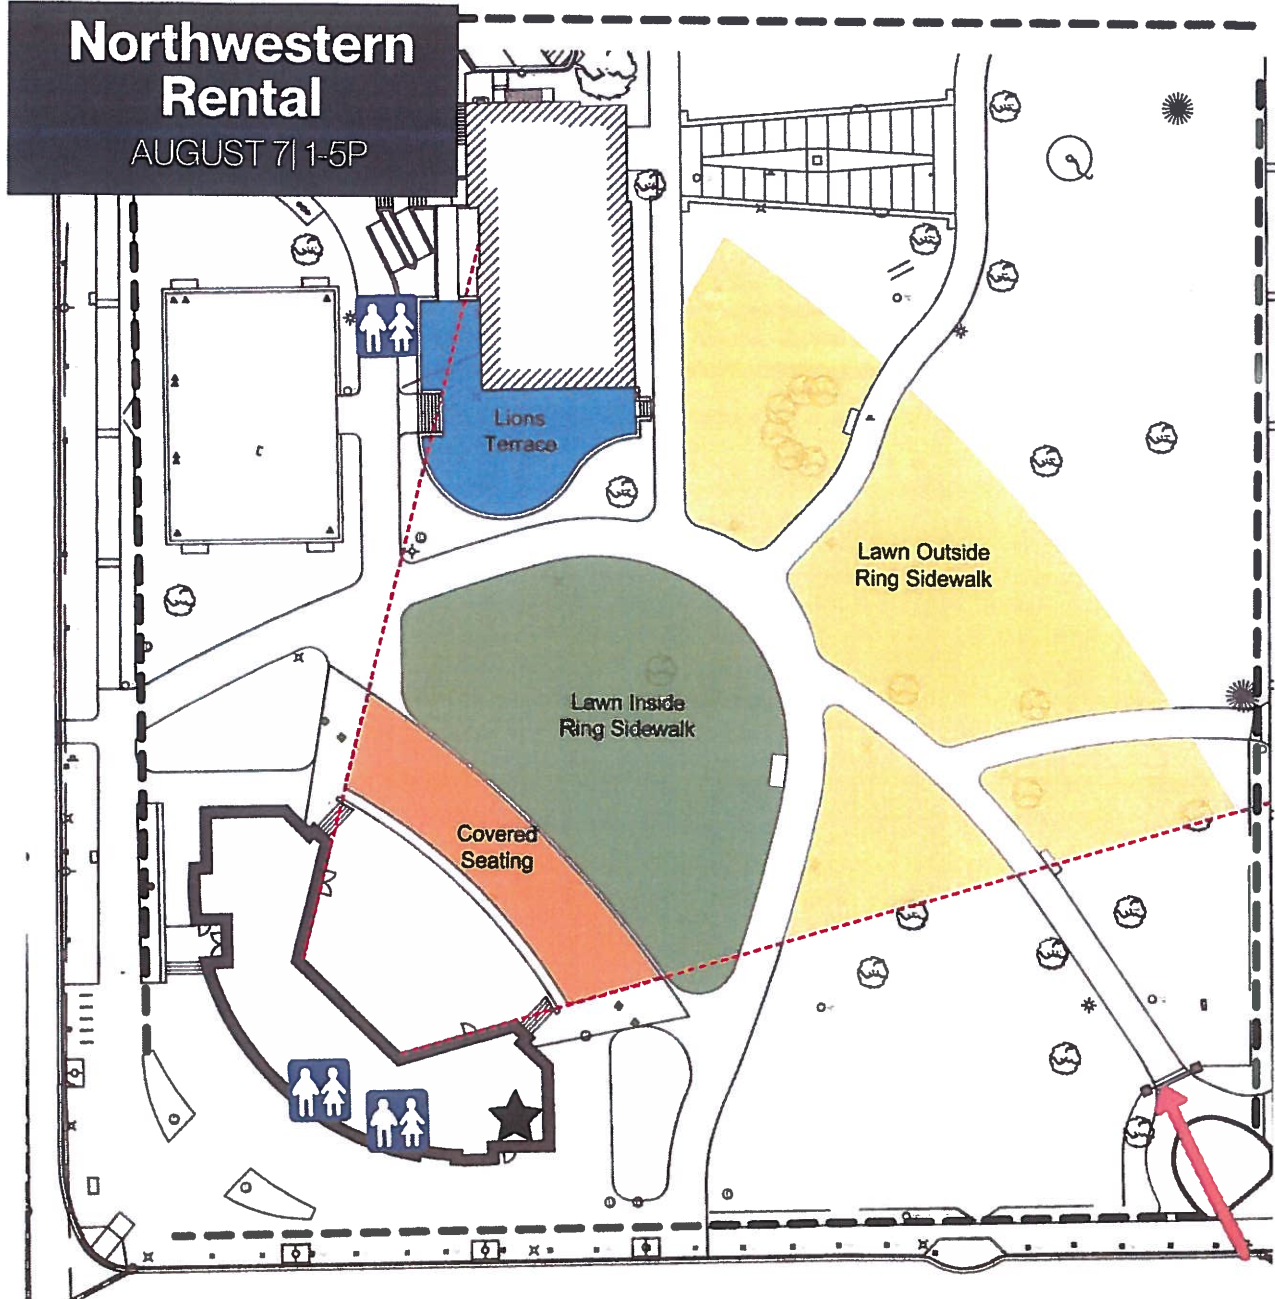 Northwestern
Rental
AUGUST 7| 1-5P
Lions
Terrace
Lawn Outside
Ring Sidewalk
Lawn Inside
Ring Sidewalk
Covered
Seating